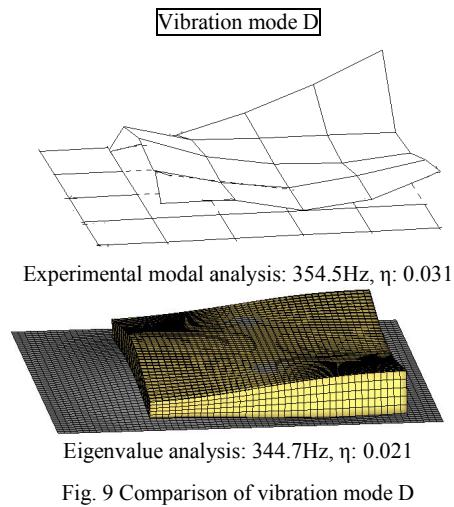 Vibration mode D
Experimental modal analysis: 354.5Hz, η: 0.031
Eigenvalue analysis: 344.7Hz, η: 0.021
Fig. 9 Comparison of vibration mode D